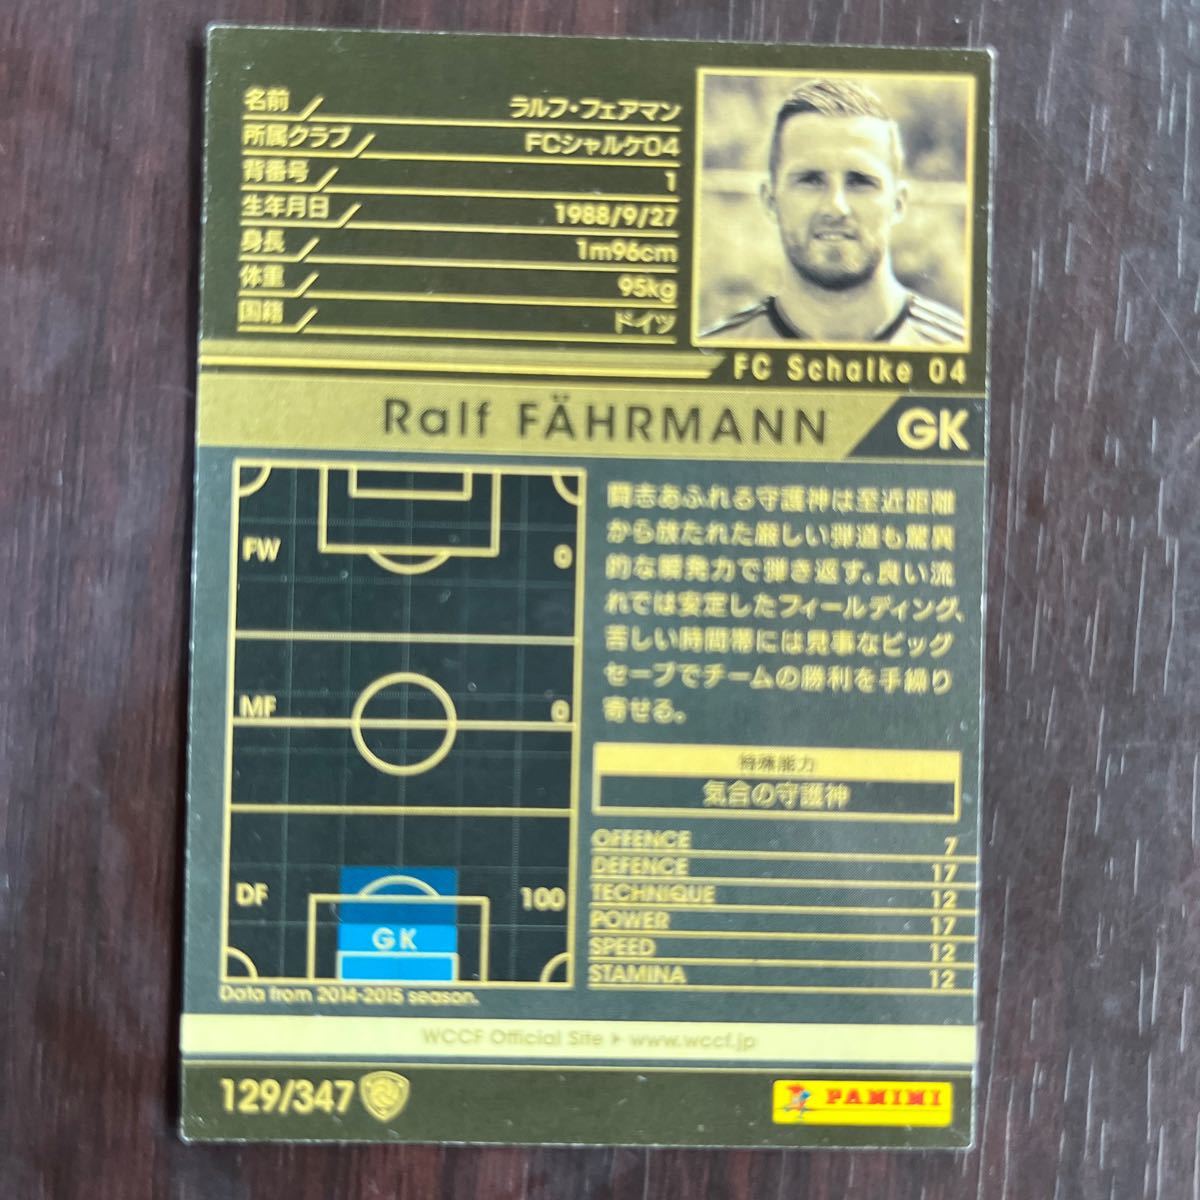 名前 ラルフ・フェアマン
所属クラブ FCシャルケ04
背番号 1
生年月日 1988/9/27
身長 1m96cm
体重 95kg
国籍 ドイツ
FC Schalke 04
Ralf FÄHRMANN GK
FW 0
MF 0
DF 100
GK
Data from 2014-2015 season.
闘志あふれる守護神は至近距離
から放たれた厳しい弾道も驚異
的な瞬発力で弾き返す。良い流
れでは安定したフィールディング、
苦しい時間帯には見事なビッグ
セーブでチームの勝利を手繰り
寄せる。
特殊能力
気合の守護神
OFFENCE 7
DEFENCE 17
TECHNIQUE 12
POWER 17
SPEED 12
STAMINA 12
WCCF Official Site ▶ www.wccf.jp
129/347
PANINI